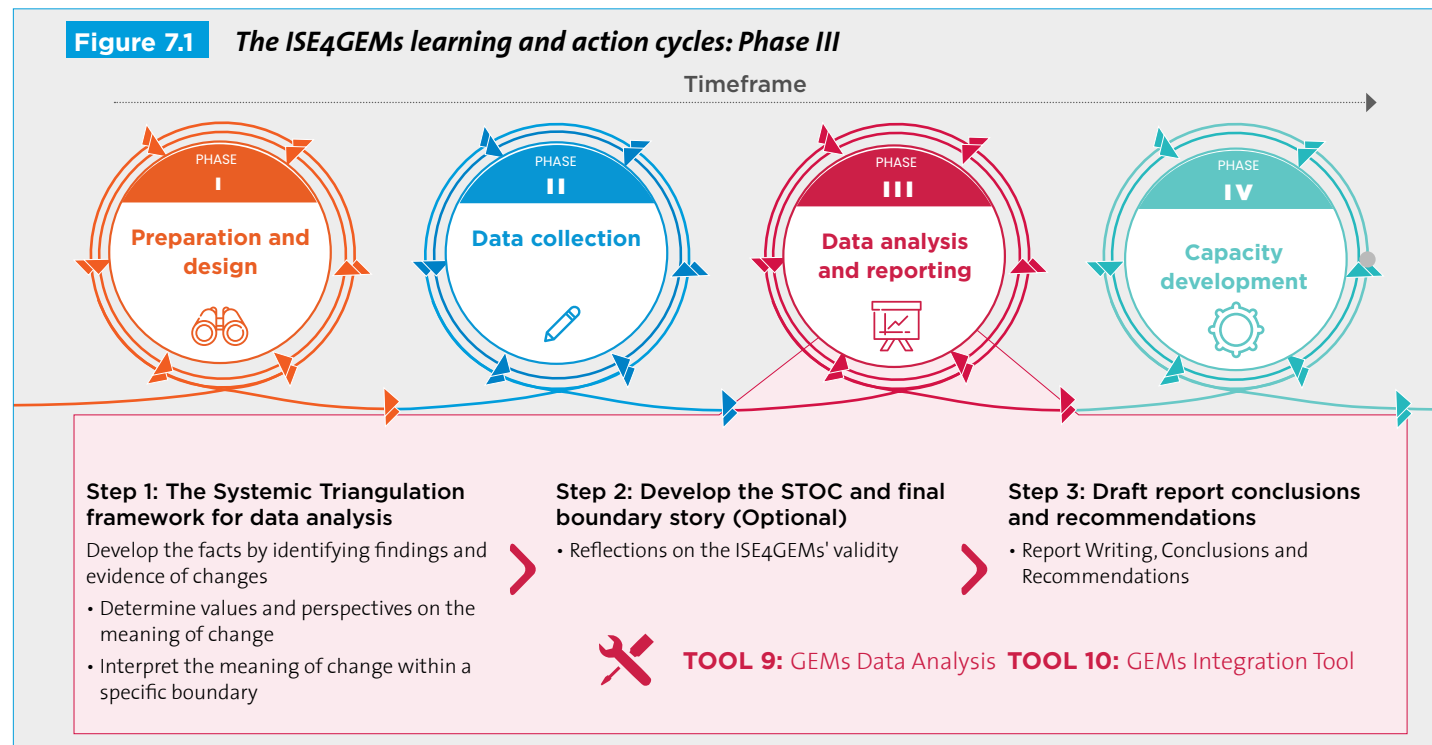 Figure 7.1 The ISE4GEMs learning and action cycles: Phase III
Timeframe
PHASE
I
Preparation and
design
PHASE
II
Data collection
PHASE
III
Data analysis
and reporting
PHASE
IV
Capacity
development
Step 1: The Systemic Triangulation
framework for data analysis
Develop the facts by identifying findings and
evidence of changes
• Determine values and perspectives on the
meaning of change
• Interpret the meaning of change within a
specific boundary
Step 2: Develop the STOC and final
boundary story (Optional)
• Reflections on the ISE4GEMs' validity
Step 3: Draft report conclusions
and recommendations
• Report Writing, Conclusions and
Recommendations
TOOL 9: GEMs Data Analysis TOOL 10: GEMs Integration Tool